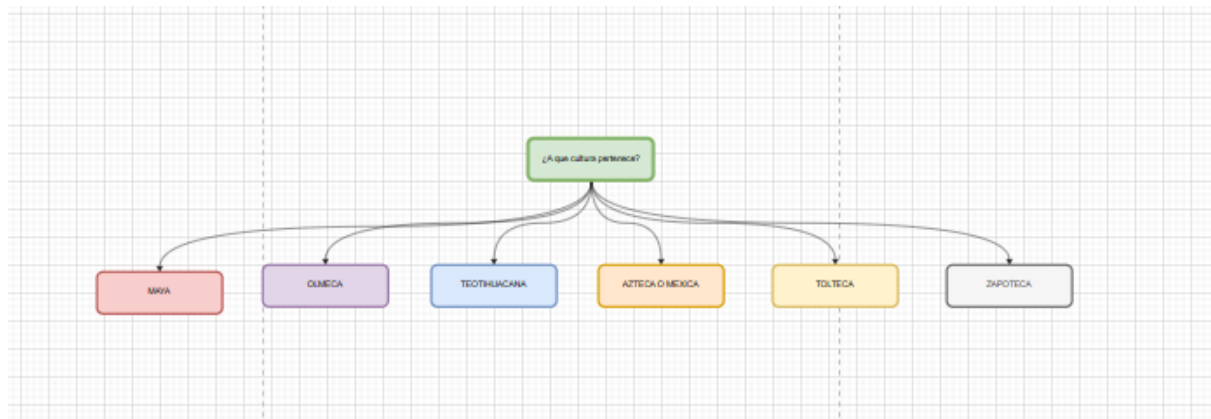 ¿A que cultura pertenece?
MAYA
OLMECA
TEOTIHUACANA
AZTECA O MEXICA
TOLTECA
ZAPOTECA